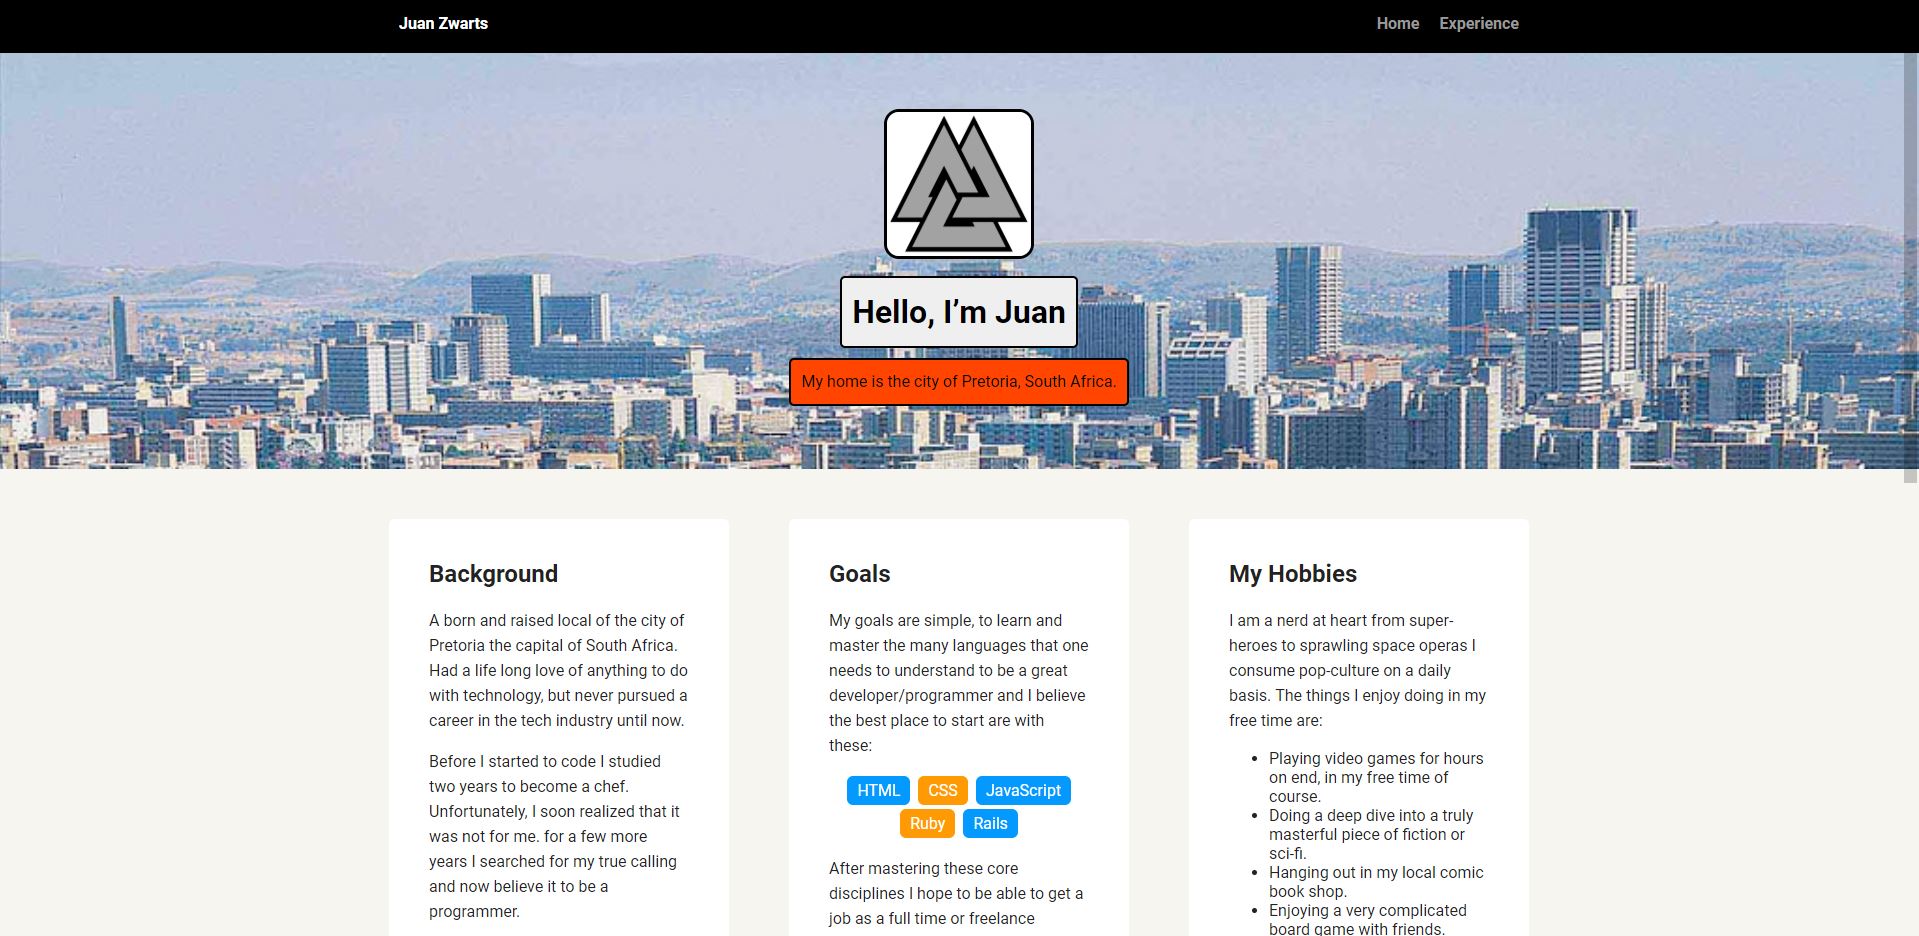 Juan Zwarts
Home Experience
Hello, I’m Juan
My home is the city of Pretoria, South Africa.
Background
A born and raised local of the city of
Pretoria the capital of South Africa.
Had a life long love of anything to do
with technology, but never pursued a
career in the tech industry until now.
Before I started to code I studied
two years to become a chef.
Unfortunately, I soon realized that it
was not for me. for a few more
years I searched for my true calling
and now believe it to be a
programmer.
Goals
My goals are simple, to learn and
master the many languages that one
needs to understand to be a great
developer/programmer and I believe
the best place to start are with
these:
HTML CSS JavaScript
Ruby Rails
After mastering these core
disciplines I hope to be able to get a
job as a full time or freelance
My Hobbies
I am a nerd at heart from super-
heroes to sprawling space operas I
consume pop-culture on a daily
basis. The things I enjoy doing in my
free time are:
• Playing video games for hours
on end, in my free time of
course.
• Doing a deep dive into a truly
masterful piece of fiction or
sci-fi.
• Hanging out in my local comic
book shop.
• Enjoying a very complicated
board game with friends.